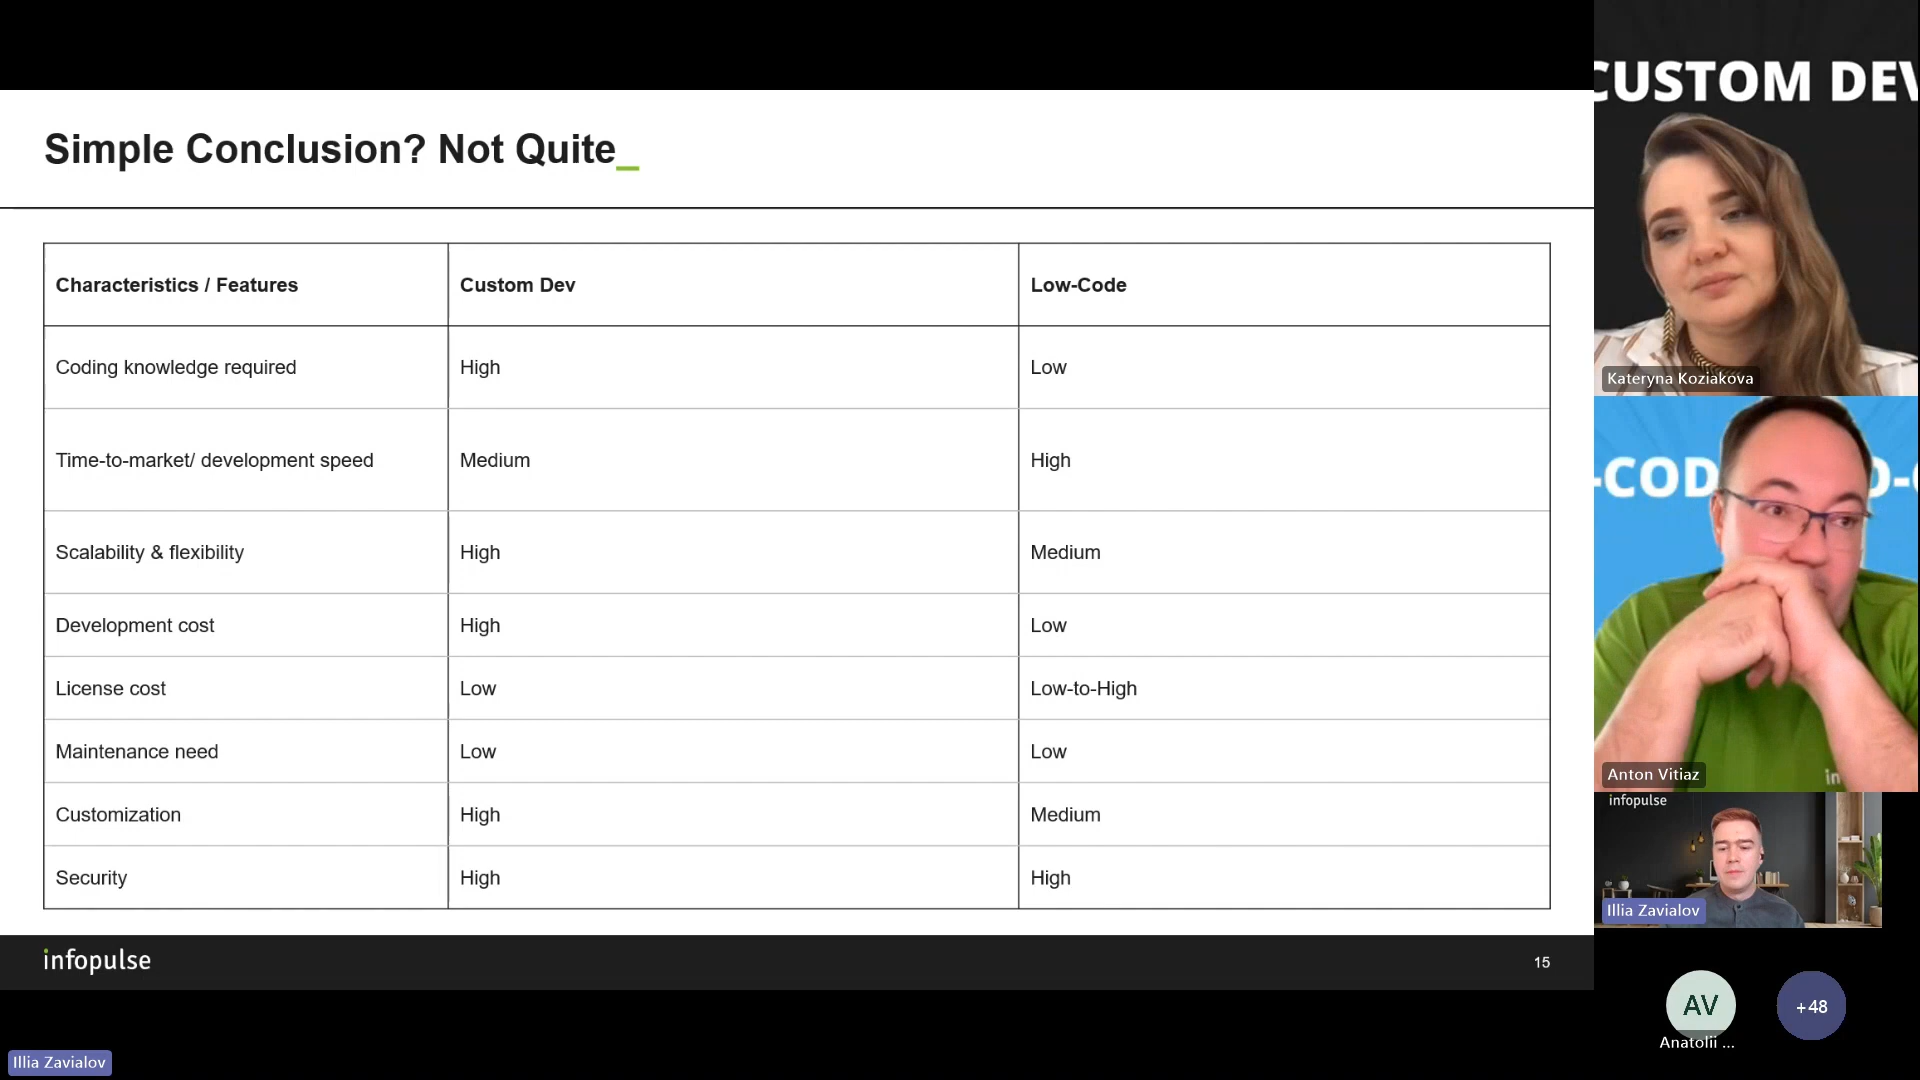 Simple Conclusion? Not Quite_
Characteristics / Features Custom Dev Low-Code
Coding knowledge required High Low
Time-to-market/ development speed Medium High
Scalability & flexibility High Medium
Development cost High Low
License cost Low Low-to-High
Maintenance need Low Low
Customization High Medium
Security High High
infopulse
15
Illia Zavialov
CUSTOM DEV
Kateryna Koziakova
-COD
O-
in
Anton Vitiaz
infopulse
Illia Zavialov
AV
Anatolii ...
+48